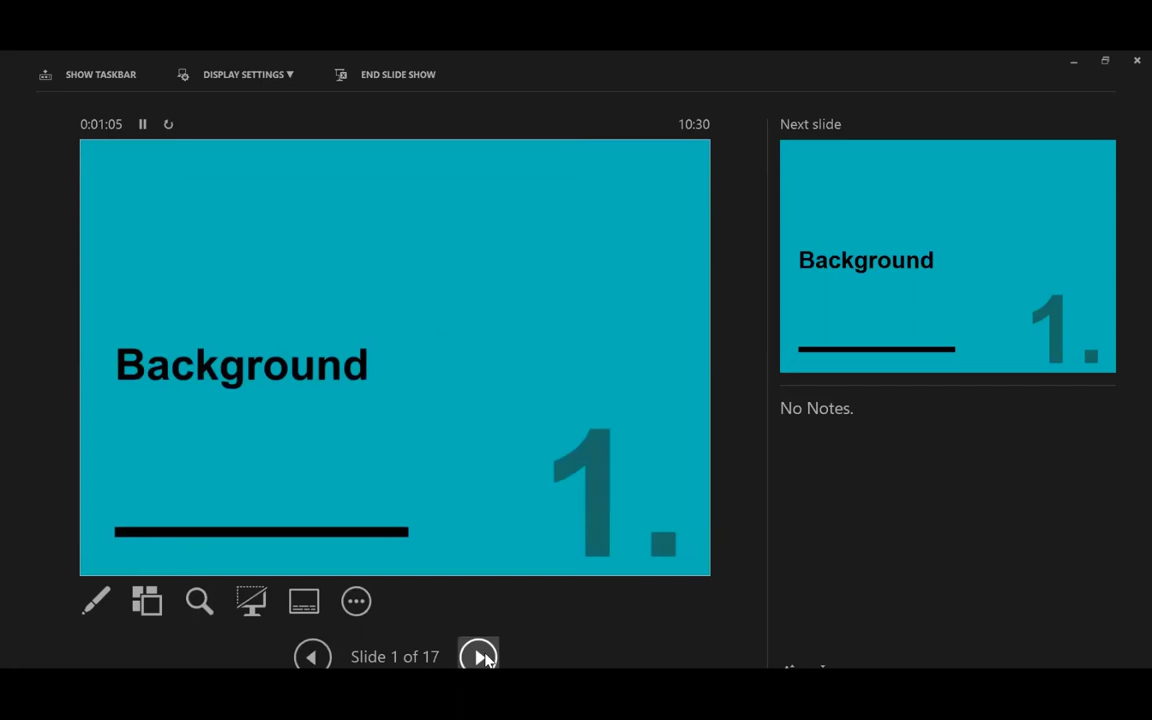 SHOW TASKBAR
DISPLAY SETTINGS ▼
END SLIDE SHOW
0:01:05
10:30
Next slide
Background
1.
Background
1.
No Notes.
Slide 1 of 17